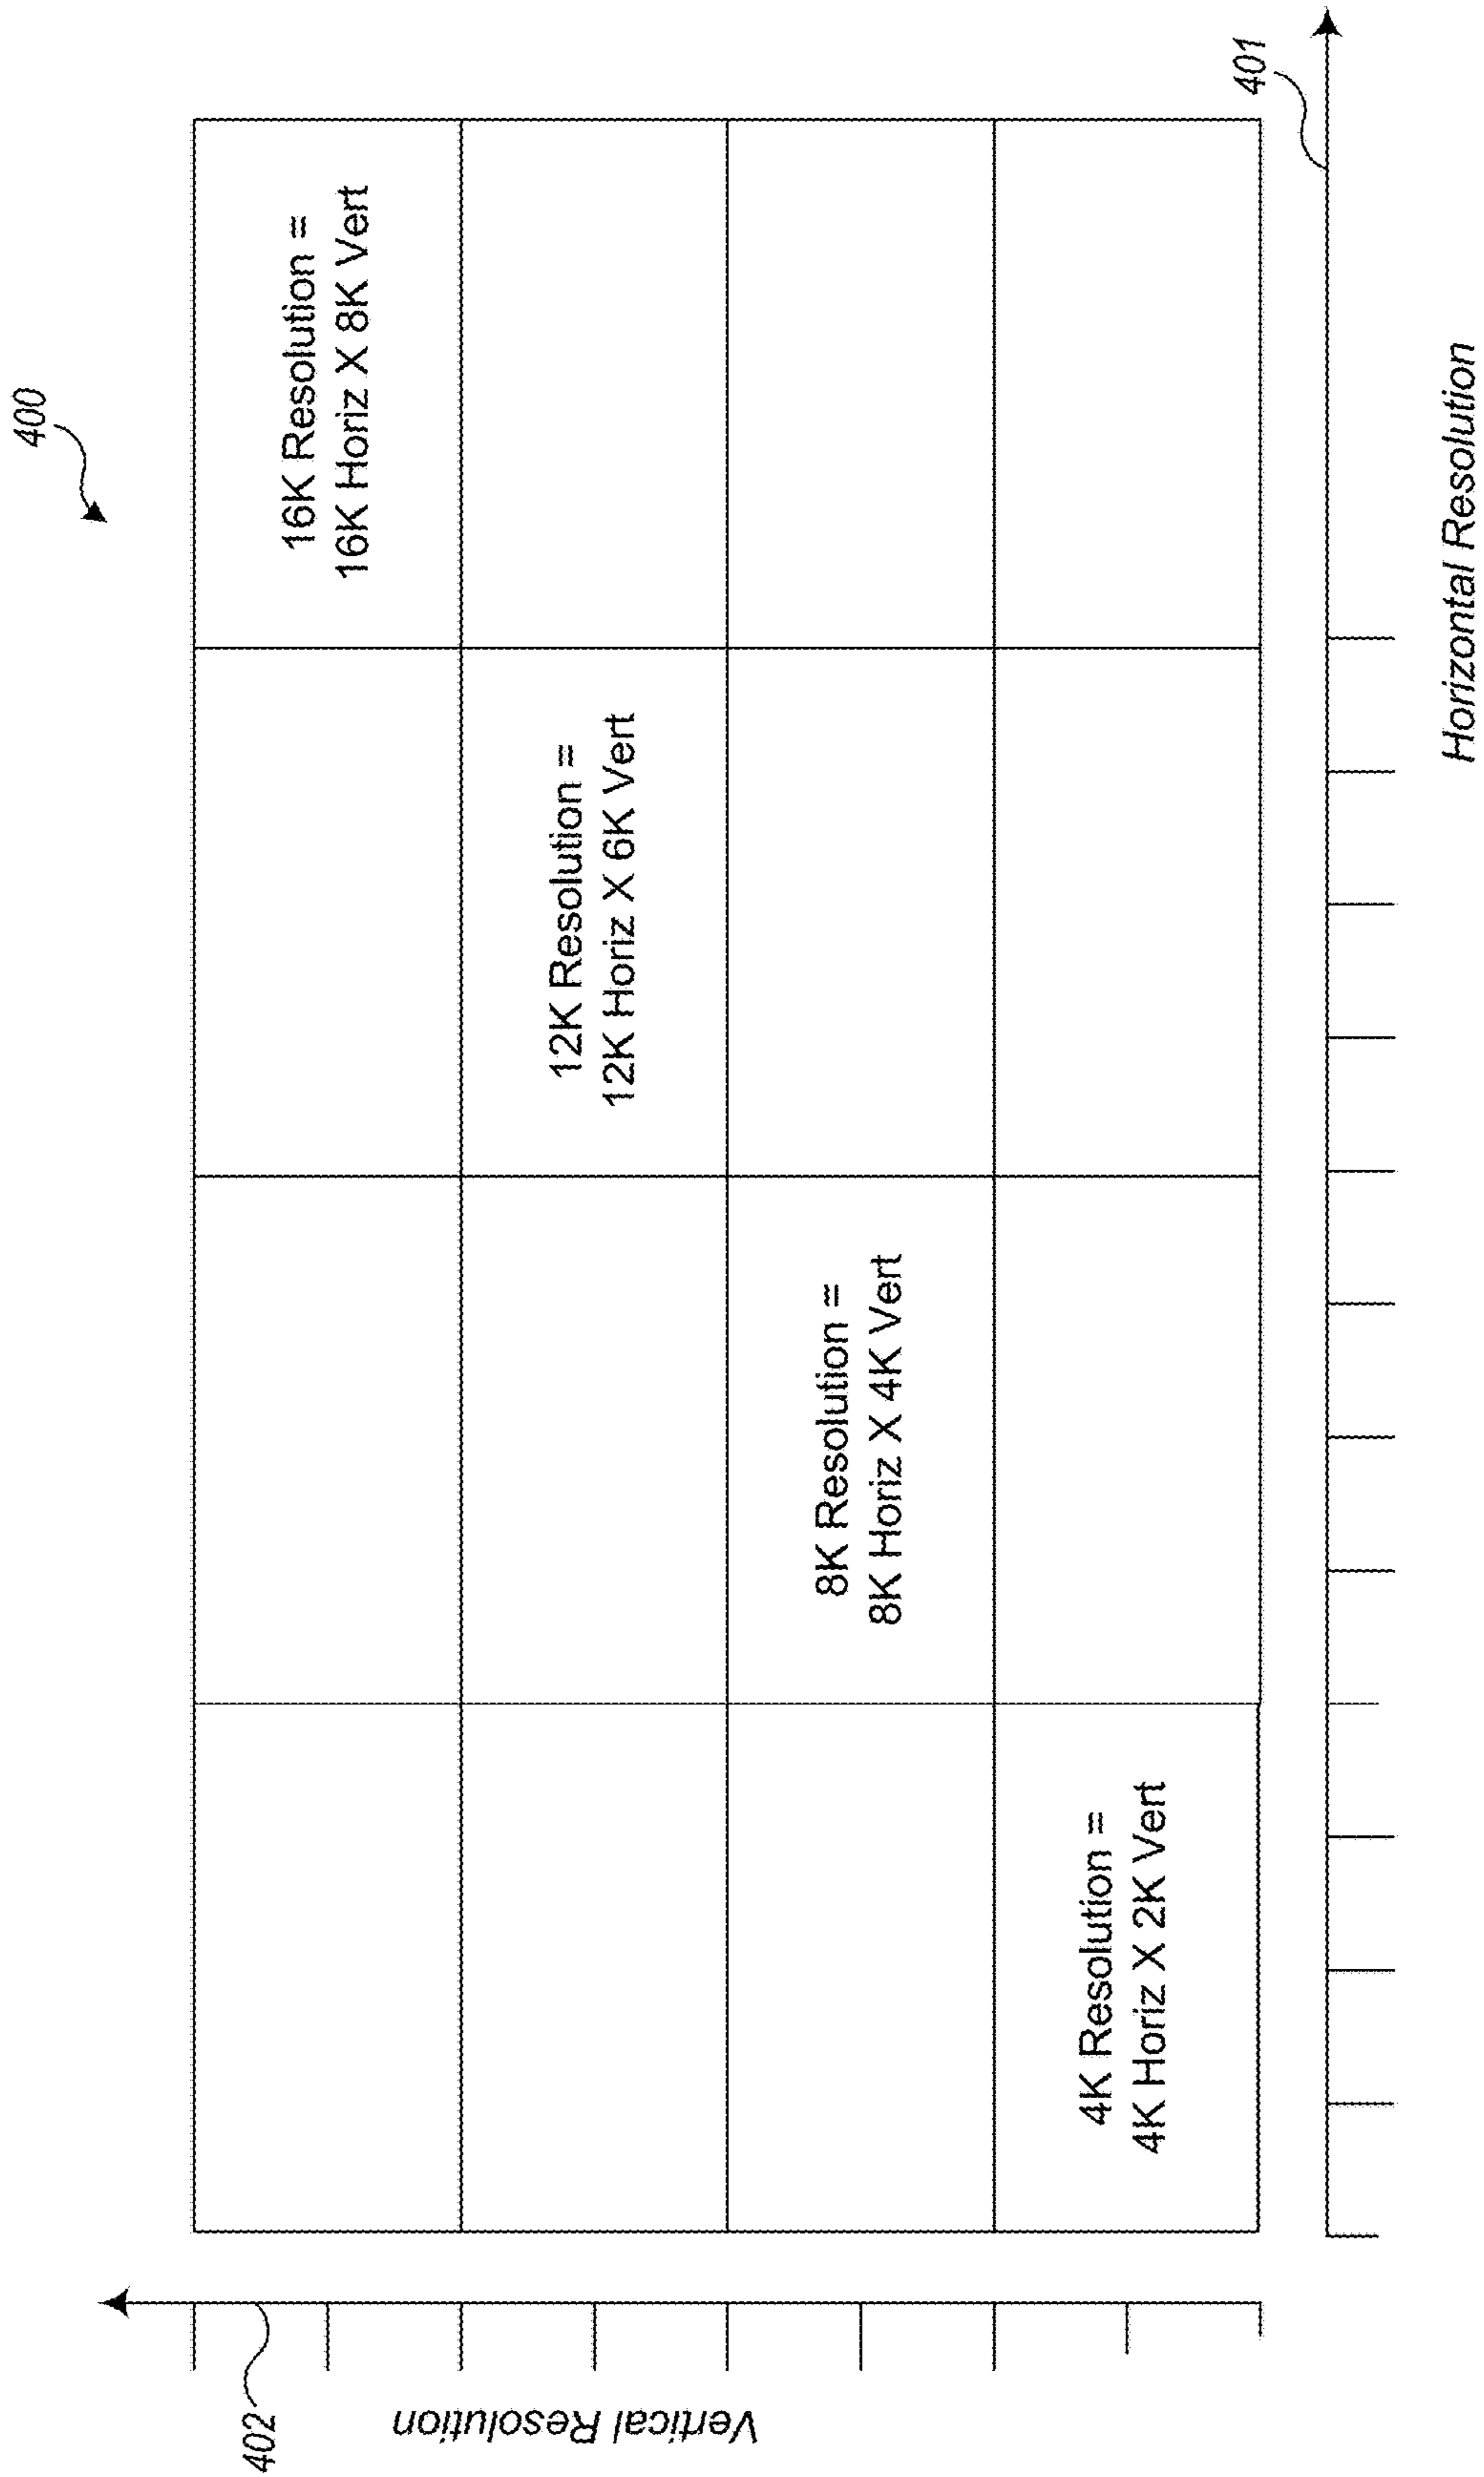 400
16K Resolution =
16K Horiz X 8K Vert
12K Resolution =
12K Horiz X 6K Vert
8K Resolution =
8K Horiz X 4K Vert
4K Resolution =
4K Horiz X 2K Vert
401
Horizontal Resolution
402
Vertical Resolution